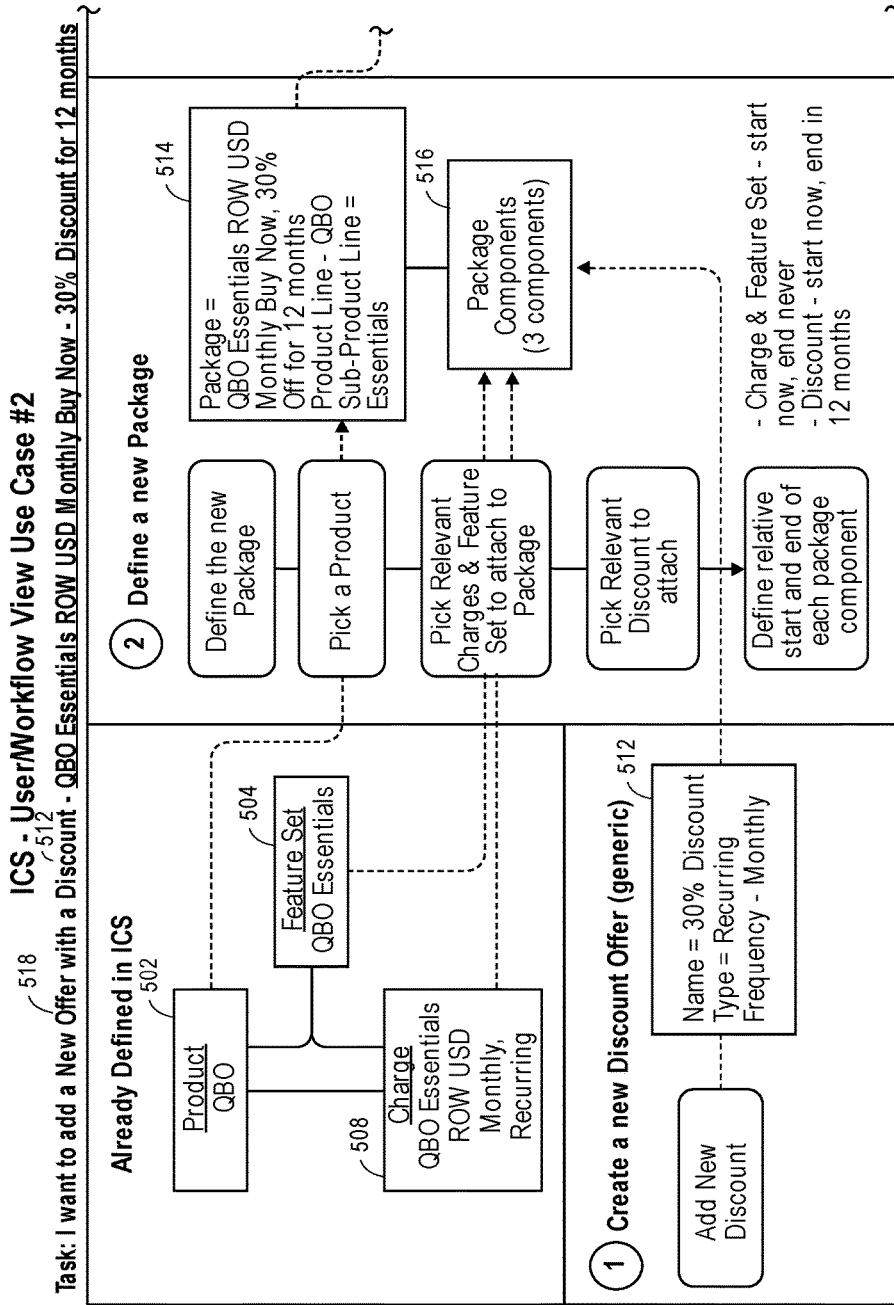 ICS - User/Workflow View Use Case #2
518
512
Task: I want to add a New Offer with a Discount - QBO Essentials ROW USD Monthly Buy Now - 30% Discount for 12 months
Already Defined in ICS
502
Product
QBO
504
Feature Set
QBO Essentials
508
Charge
QBO Essentials
ROW USD
Monthly,
Recurring
1
Create a new Discount Offer (generic)
Add New
Discount
512
Name = 30% Discount
Type = Recurring
Frequency - Monthly
2
Define a new Package
Define the new
Package
Pick a Product
Pick Relevant
Charges & Feature
Set to attach to
Package
Pick Relevant
Discount to
attach
Define relative
start and end of
each package
component
514
Package =
QBO Essentials ROW USD
Monthly Buy Now, 30%
Off for 12 months
Product Line - QBO
Sub-Product Line =
Essentials
516
Package
Components
(3 components)
- Charge & Feature Set - start
now, end never
- Discount - start now, end in
12 months